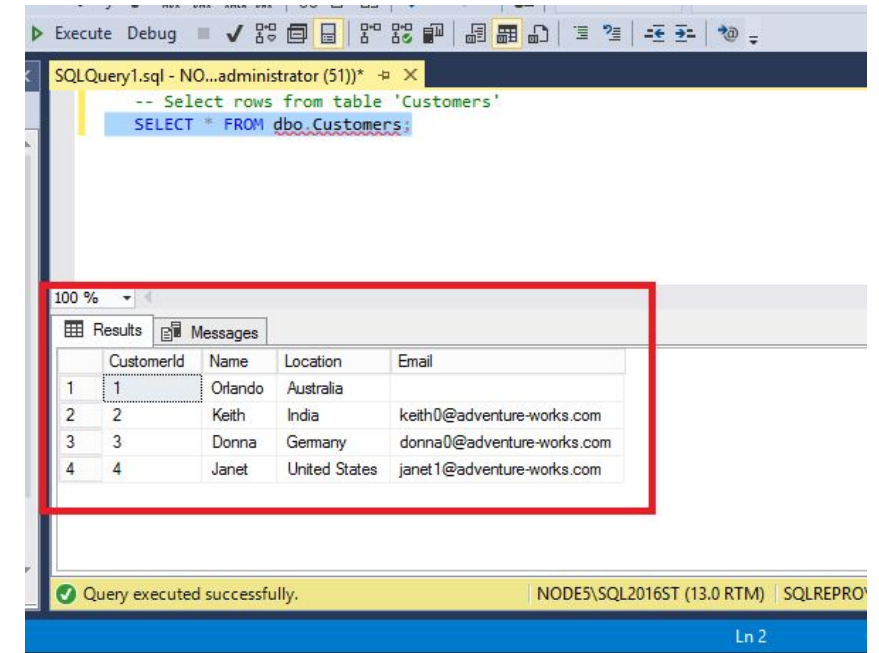 Execute Debug
SQLQuery1.sql - NO...administrator (51))*
-- Select rows from table 'Customers'
SELECT * FROM dbo.Customers;
100 %
Results Messages
CustomerId Name Location Email
1 1 Orlando Australia
2 2 Keith India keith0@adventure-works.com
3 3 Donna Germany donna0@adventure-works.com
4 4 Janet United States janet1@adventure-works.com
Query executed successfully. NODE5\SQL2016ST (13.0 RTM) SQLREPRO\
Ln 2